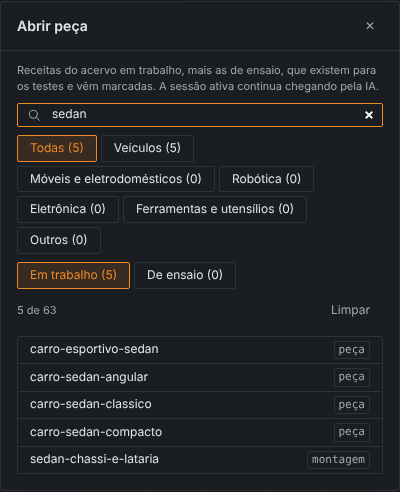 Abrir peça
Receitas do acervo em trabalho, mais as de ensaio, que existem para
os testes e vêm marcadas. A sessão ativa continua chegando pela IA.
sedan
Todas (5) Veículos (5)
Móveis e eletrodomésticos (0) Robótica (0)
Eletrônica (0) Ferramentas e utensílios (0)
Outros (0)
Em trabalho (5) De ensaio (0)
5 de 63 Limpar
carro-esportivo-sedan peça
carro-sedan-angular peça
carro-sedan-classico peça
carro-sedan-compacto peça
sedan-chassi-e-lataria montagem